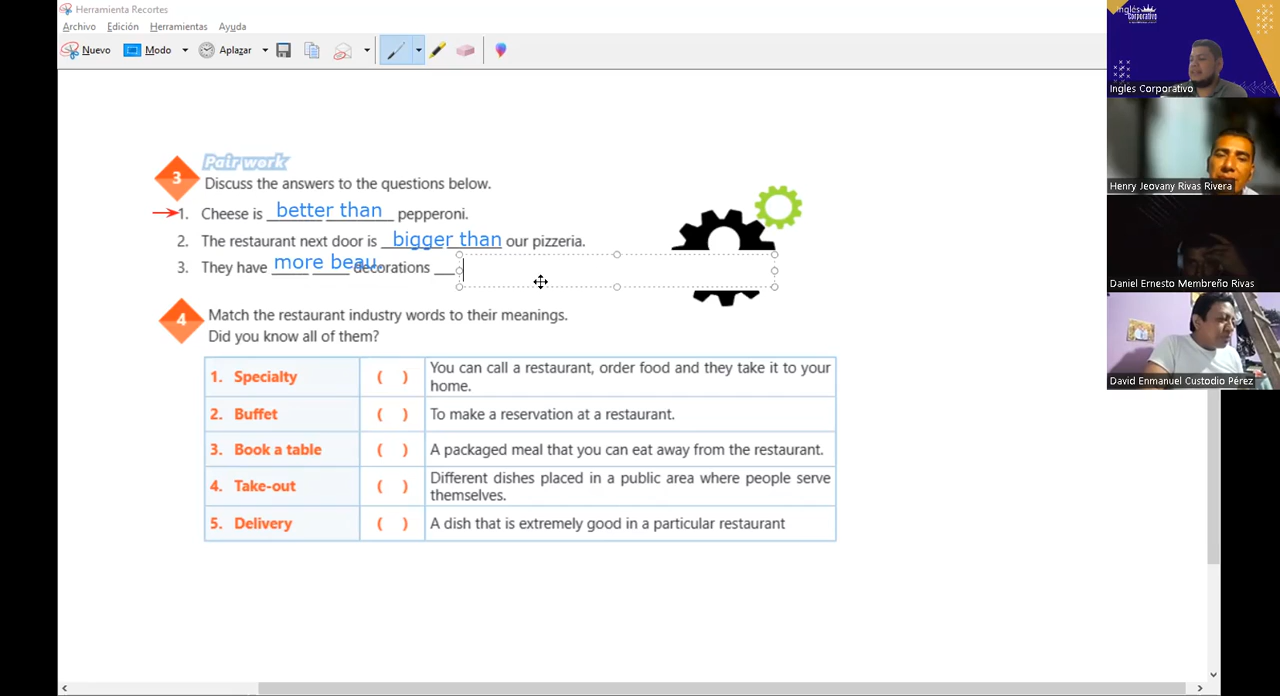 Herramienta Recortes
Archivo Edición Herramientas Ayuda
Nuevo Modo Aplazar
Inglés Corporativo
Ingles Corporativo
Henry Jeovany Rivas Rivera
Daniel Ernesto Membreño Rivas
David Enmanuel Custodio Pérez
3 Pair work
Discuss the answers to the questions below.
1. Cheese is better than pepperoni.
2. The restaurant next door is bigger than our pizzeria.
3. They have more beau. decorations ___
4 Match the restaurant industry words to their meanings.
Did you know all of them?
1. Specialty ( ) You can call a restaurant, order food and they take it to your
home.
2. Buffet ( ) To make a reservation at a restaurant.
3. Book a table ( ) A packaged meal that you can eat away from the restaurant.
4. Take-out ( ) Different dishes placed in a public area where people serve
themselves.
5. Delivery ( ) A dish that is extremely good in a particular restaurant